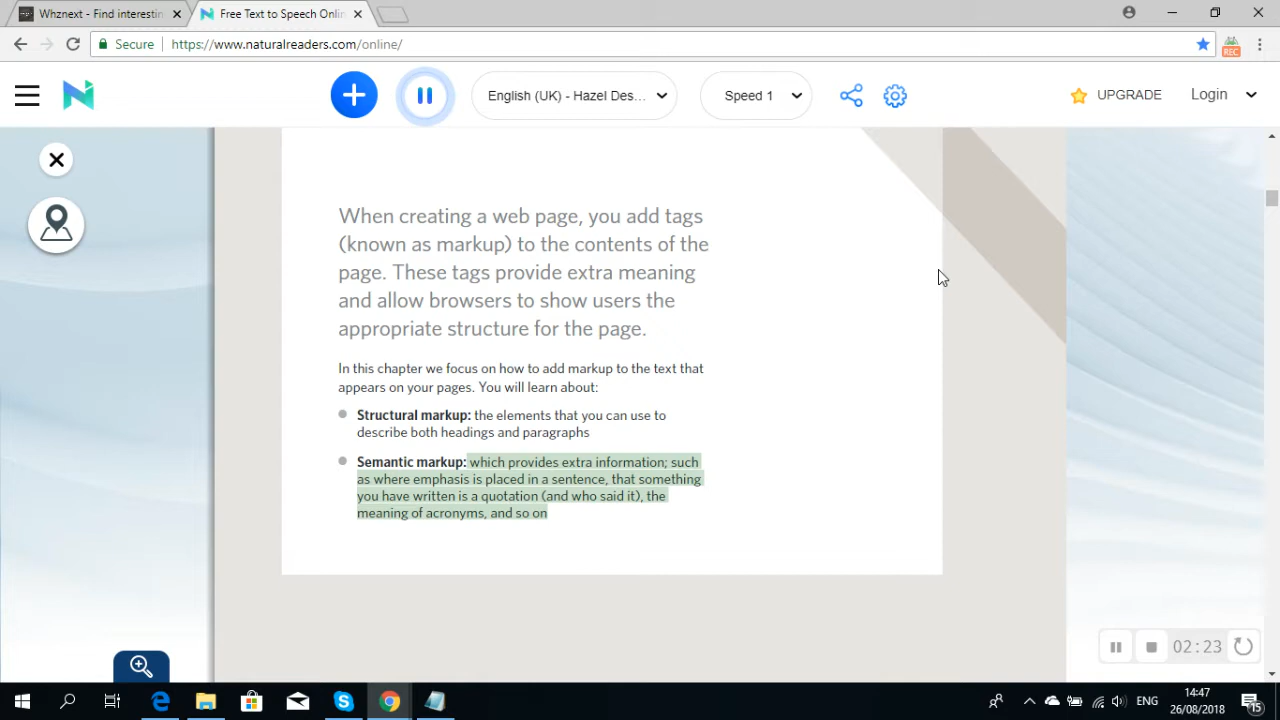 Whznext - Find interestin
Free Text to Speech Onlin
Secure
https://www.naturalreaders.com/online/
REC
English (UK) - Hazel Des...
Speed 1
UPGRADE
Login
When creating a web page, you add tags
(known as markup) to the contents of the
page. These tags provide extra meaning
and allow browsers to show users the
appropriate structure for the page.
In this chapter we focus on how to add markup to the text that
appears on your pages. You will learn about:
Structural markup: the elements that you can use to
describe both headings and paragraphs
Semantic markup: which provides extra information; such
as where emphasis is placed in a sentence, that something
you have written is a quotation (and who said it), the
meaning of acronyms, and so on
02:23
ENG
14:47
26/08/2018
15